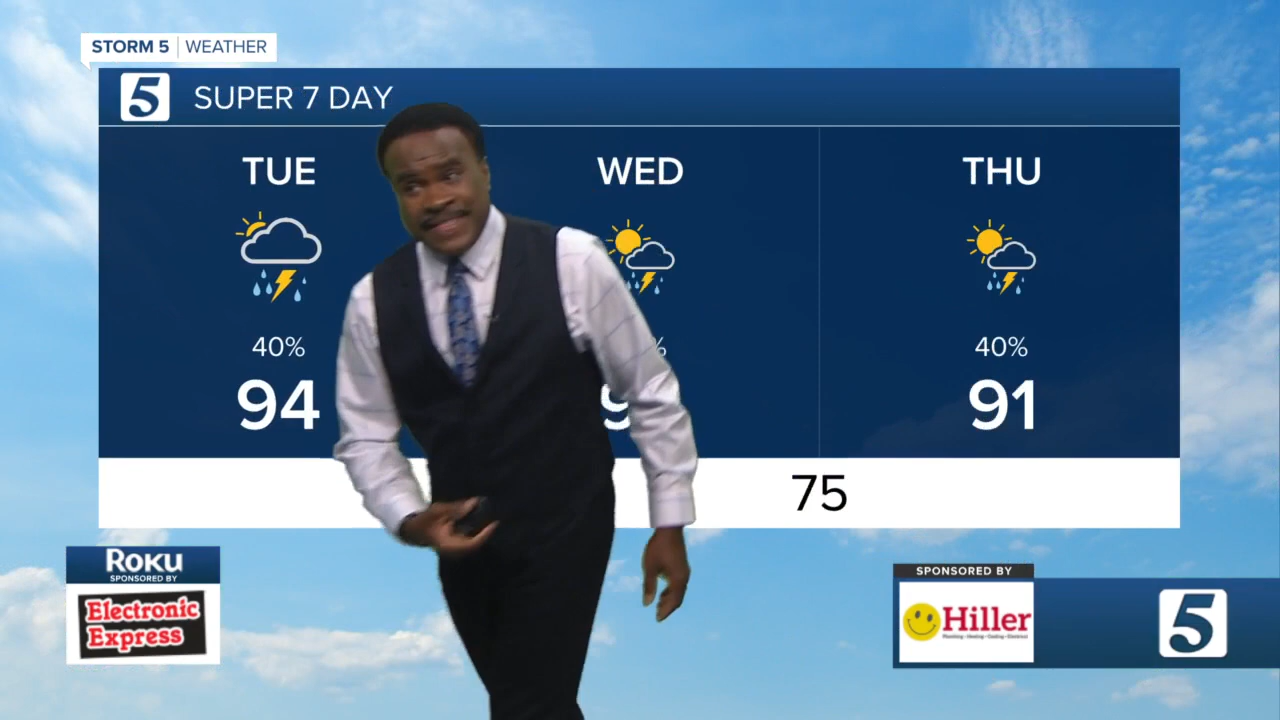 STORM 5 WEATHER
5 SUPER 7 DAY
TUE WED THU
40% % 40%
94 9 91
75
ROKU
SPONSORED BY
Electronic
Express
SPONSORED BY
Hiller
Plumbing • Heating • Cooling • Electrical
5